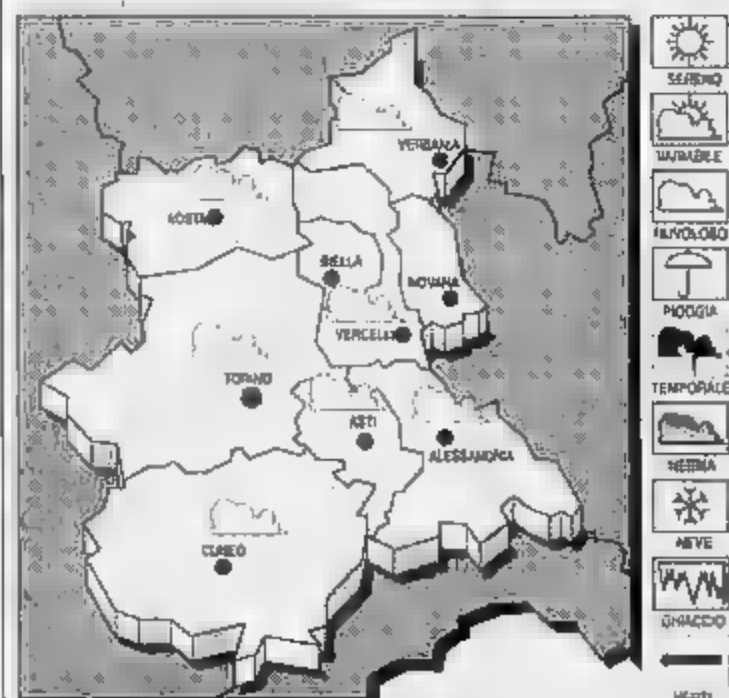 VERBANIA
AOSTA
BIELLA
NOVARA
VERCELLI
TORINO
ASTI
ALESSANDRIA
CUNEO
SERENO
VARIABILE
NUVOLOSO
PIOGGIA
TEMPORALE
NEBBIA
NEVE
GHIACCIO